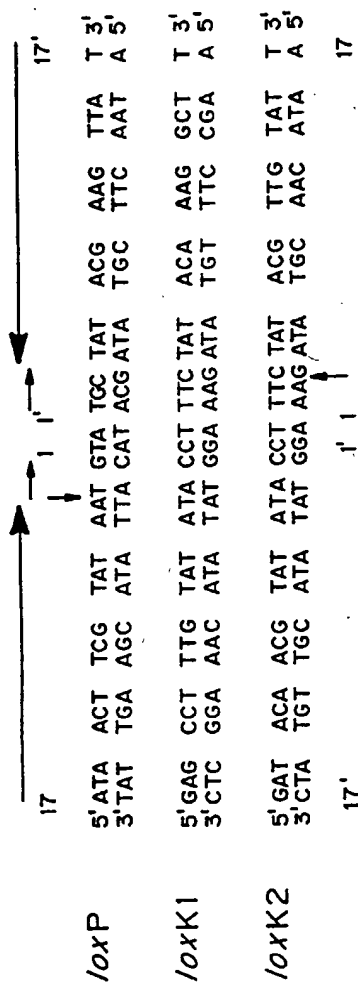 17 1 1' 17'
loxP
5'ATA ACT TCG TAT AAT GTA TGC TAT ACG AAG TTA T 3'
3'TAT TGA AGC ATA TTA CAT ACG ATA TGC TTC AAT A 5'
loxK1
5'GAG CCT TTG TAT ATA CCT TTC TAT ACA AAG GCT T 3'
3'CTC GGA AAC ATA TAT GGA AAG ATA TGT TTC CGA A 5'
loxK2
5'GAT ACA ACG TAT ATA CCT TTC TAT ACG TTG TAT T 3'
3'CTA TGT TGC ATA TAT GGA AAG ATA TGC AAC ATA A 5'
17' 1' 1 17